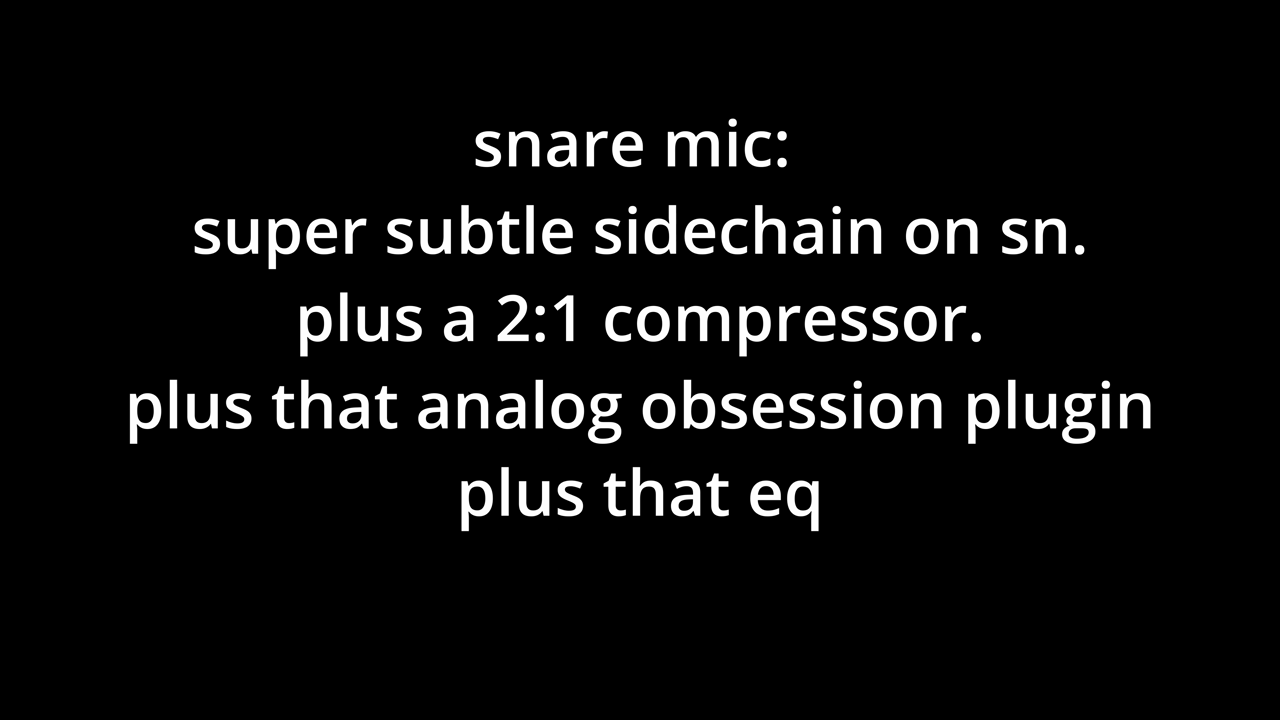 snare mic:
super subtle sidechain on sn.
plus a 2:1 compressor.
plus that analog obsession plugin
plus that eq